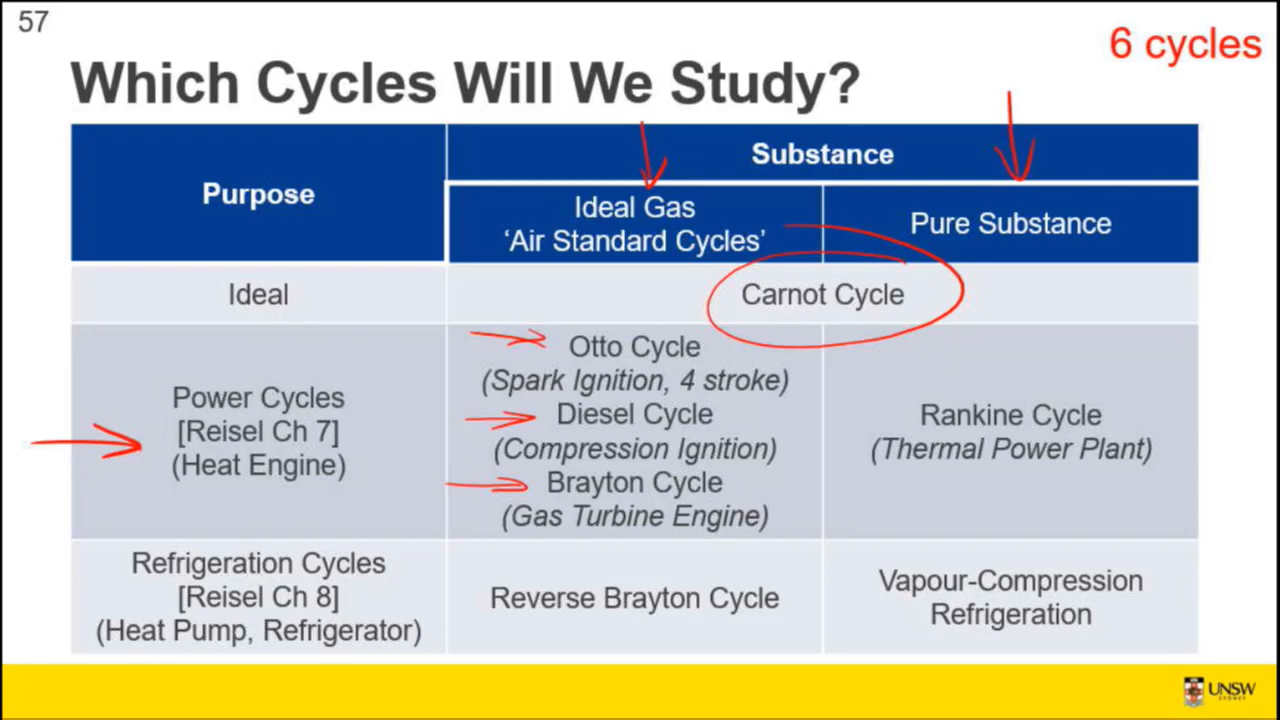 57
6 cycles
Which Cycles Will We Study?
Purpose
Substance
Ideal Gas
‘Air Standard Cycles’
Pure Substance
Ideal
Carnot Cycle
Power Cycles
[Reisel Ch 7]
(Heat Engine)
Otto Cycle
(Spark Ignition, 4 stroke)
Diesel Cycle
(Compression Ignition)
Brayton Cycle
(Gas Turbine Engine)
Rankine Cycle
(Thermal Power Plant)
Refrigeration Cycles
[Reisel Ch 8]
(Heat Pump, Refrigerator)
Reverse Brayton Cycle
Vapour-Compression
Refrigeration
UNSW
SYDNEY